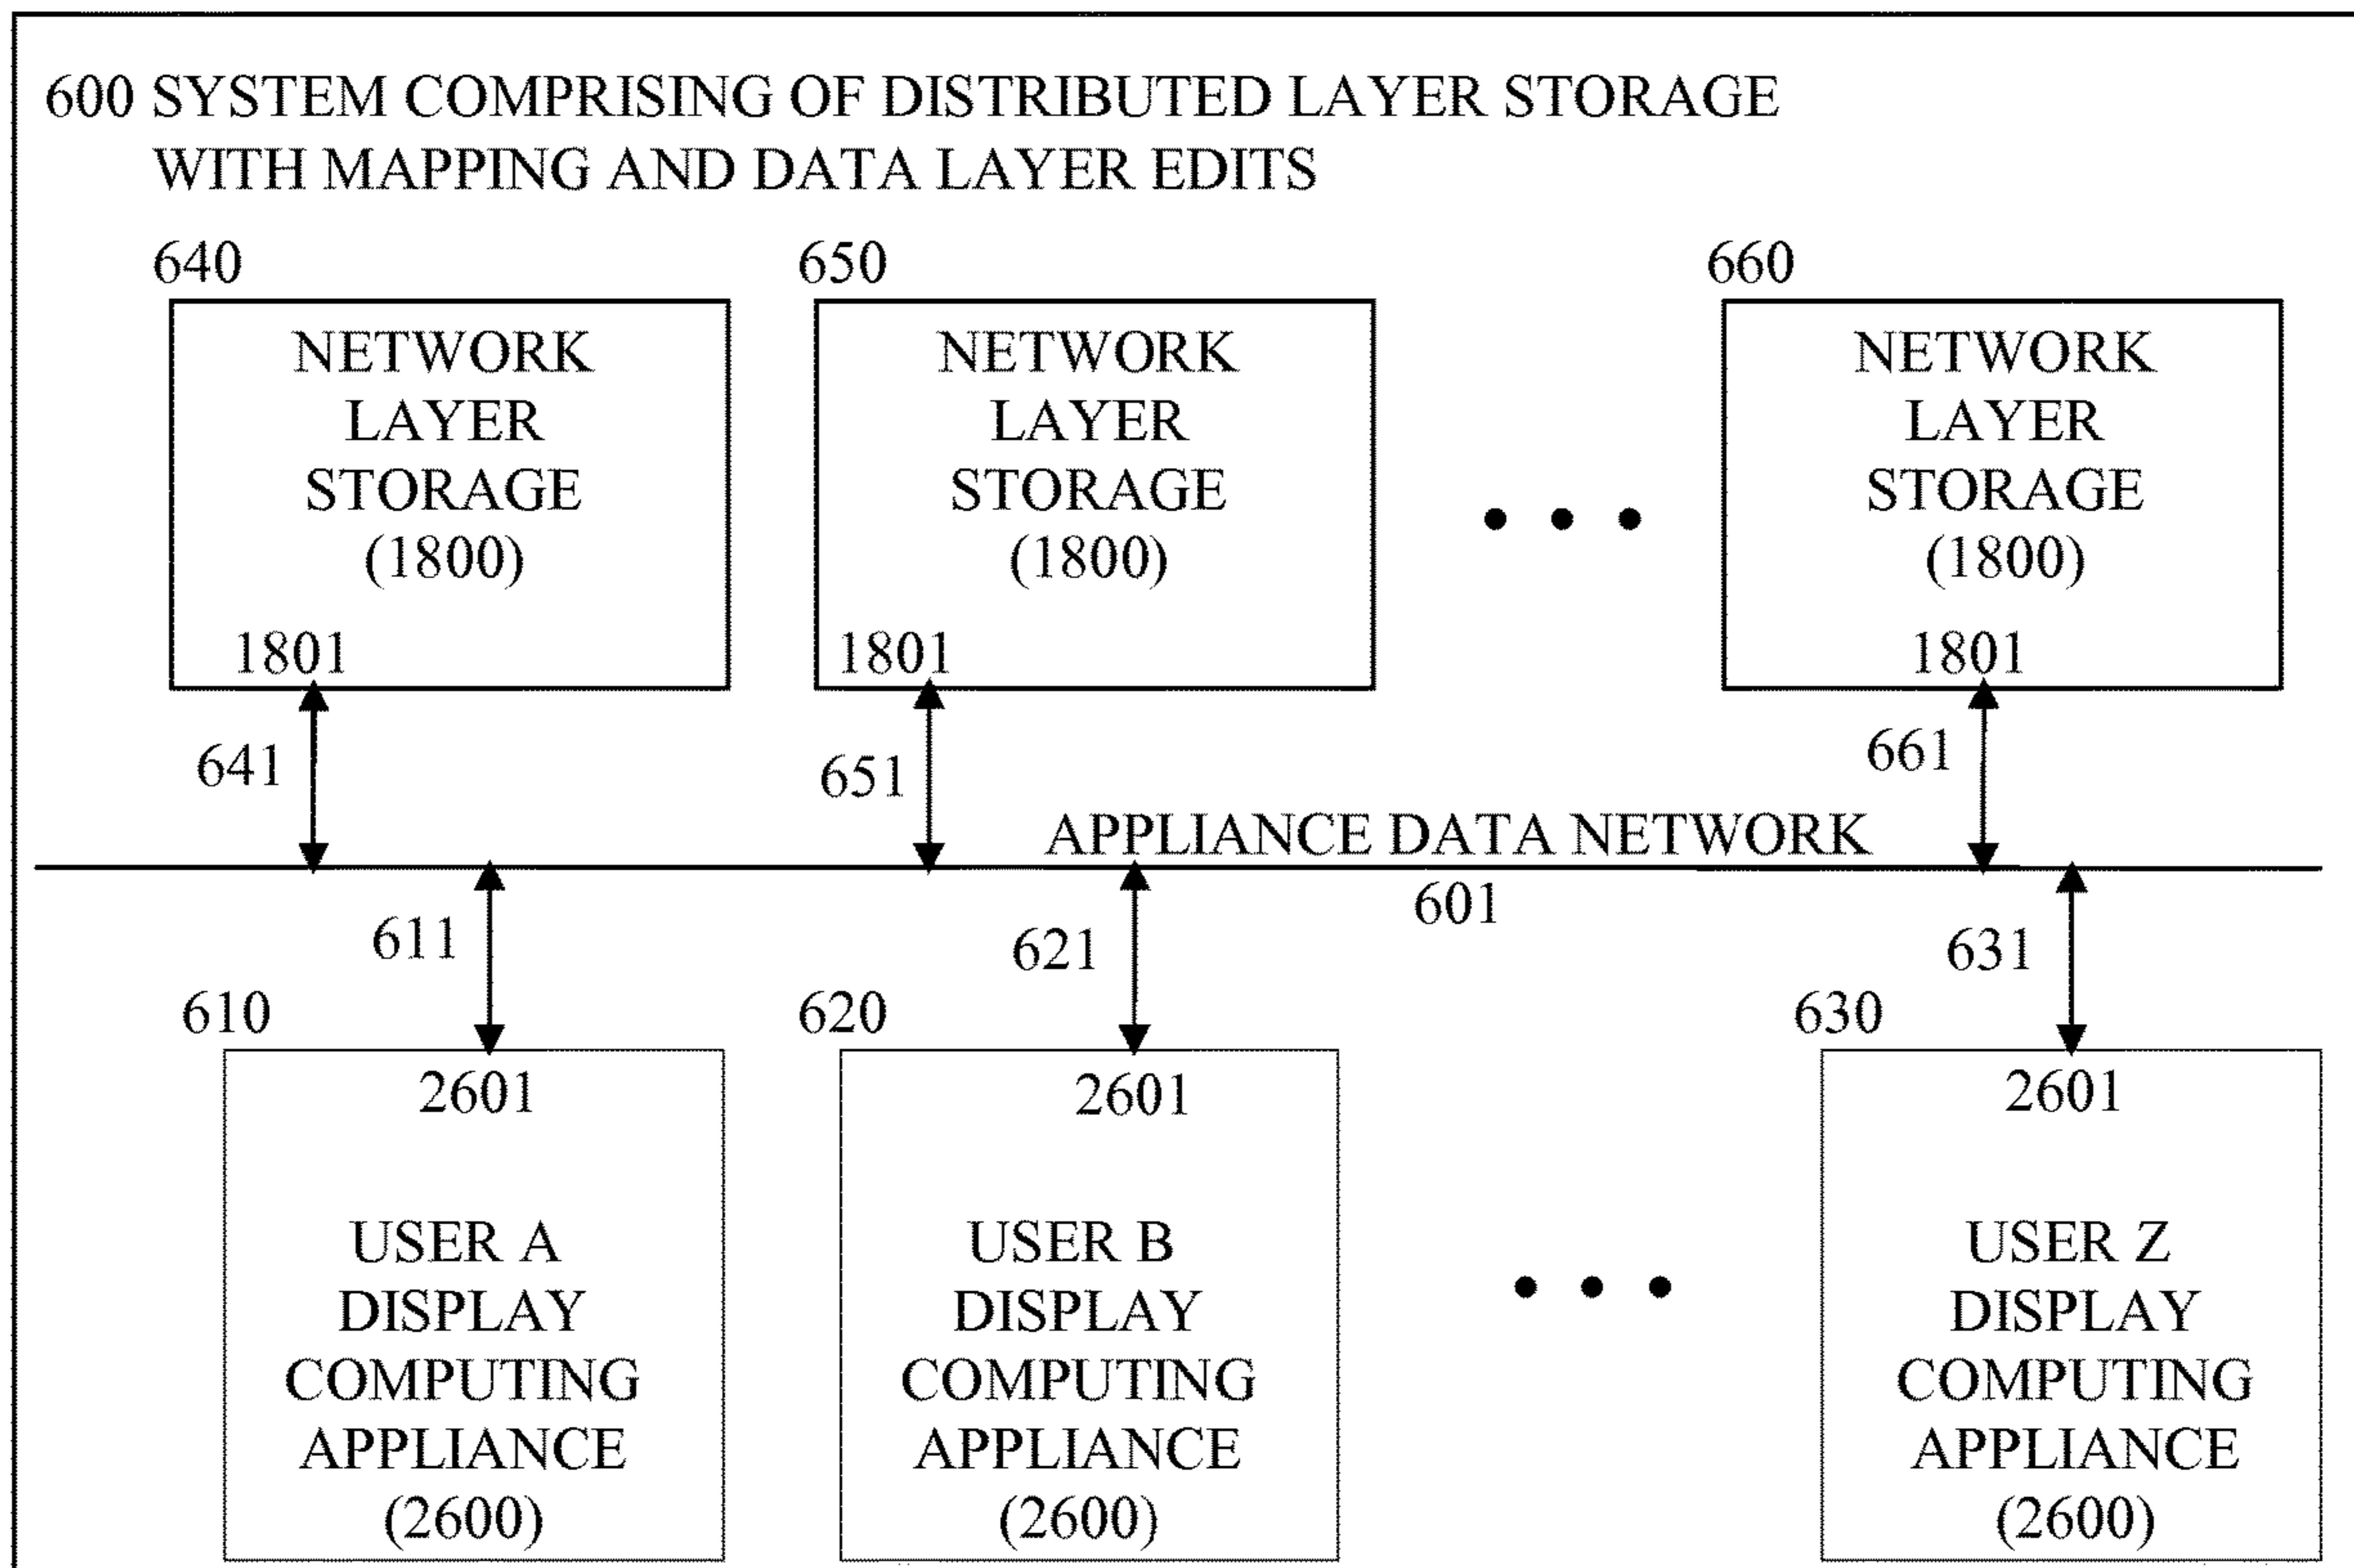 600 SYSTEM COMPRISING OF DISTRIBUTED LAYER STORAGE
WITH MAPPING AND DATA LAYER EDITS
640
NETWORK
LAYER
STORAGE
(1800)
1801
650
NETWORK
LAYER
STORAGE
(1800)
1801
660
NETWORK
LAYER
STORAGE
(1800)
1801
641
651
661
APPLIANCE DATA NETWORK
601
611
621
631
610
2601
USER A
DISPLAY
COMPUTING
APPLIANCE
(2600)
620
2601
USER B
DISPLAY
COMPUTING
APPLIANCE
(2600)
630
2601
USER Z
DISPLAY
COMPUTING
APPLIANCE
(2600)